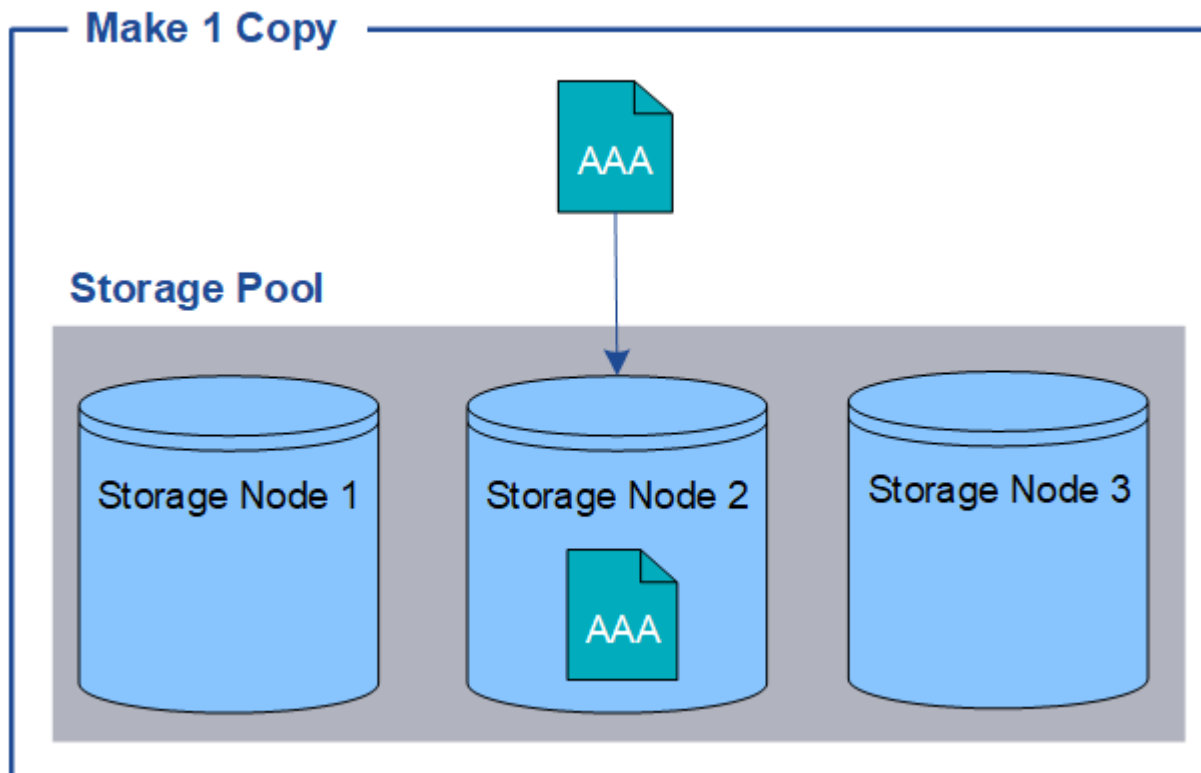 Make 1 Copy
AAA
Storage Pool
Storage Node 1
Storage Node 2
Storage Node 3
AAA